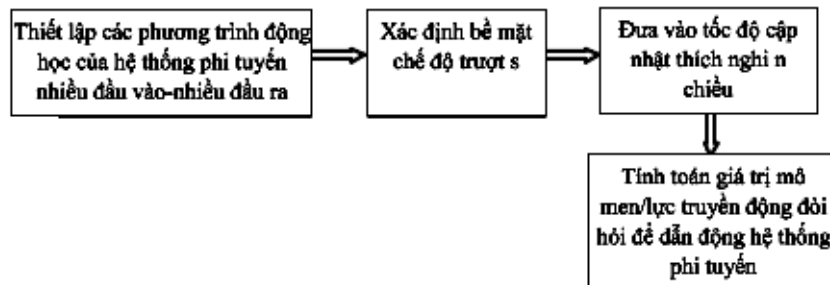 Thiết lập các phương trình động
học của hệ thống phi tuyến
nhiều đầu vào-nhiều đầu ra
Xác định bề mặt
chế độ trượt s
Đưa vào tốc độ cập
nhật thích nghi n
chiều
Tính toán giá trị mô
men/lực truyền động đòi
hỏi để dẫn động hệ thống
phi tuyến